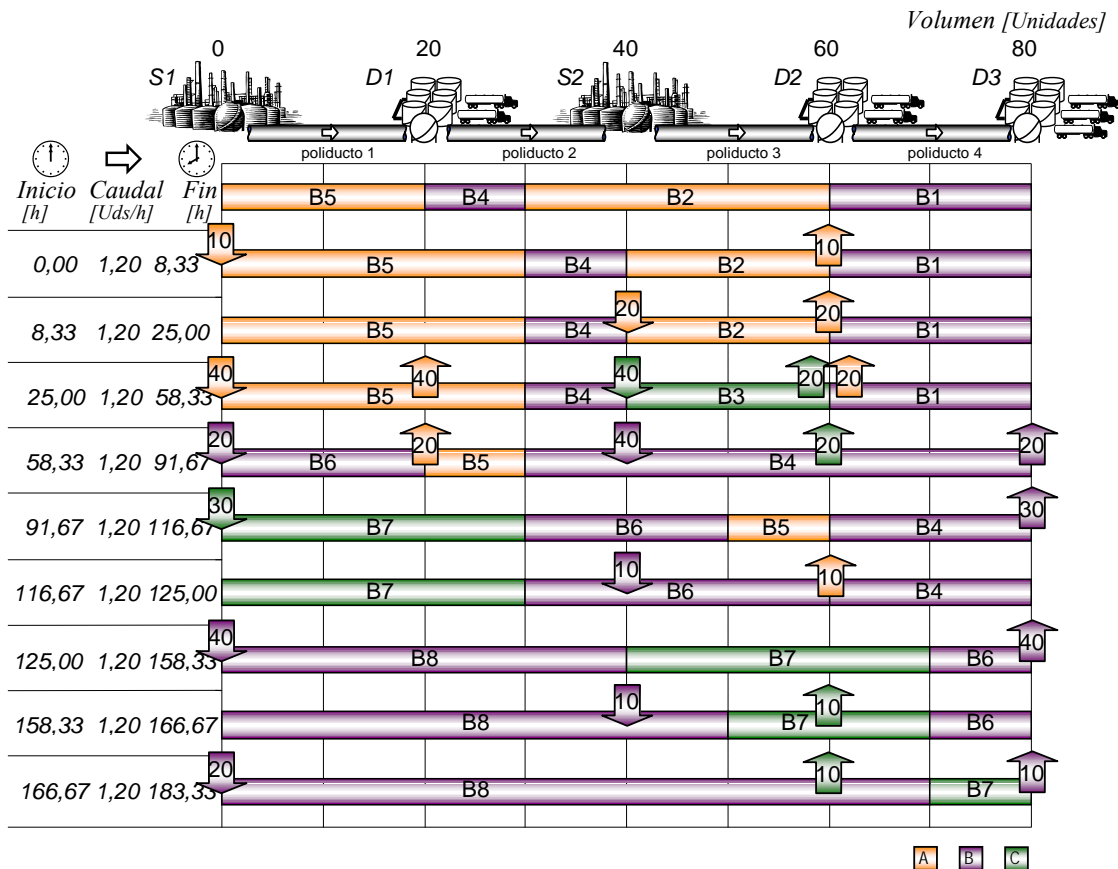 Volumen [Unidades]
0 20 40 60 80
S1 D1 S2 D2 D3
poliducto 1 poliducto 2 poliducto 3 poliducto 4
Inicio Caudal Fin
[h] [Uds/h] [h]
B5 B4 B2 B1
10 10
0,00 1,20 8,33 B5 B4 B2 B1
20 20
8,33 1,20 25,00 B5 B4 B2 B1
40 40 40 20 20
25,00 1,20 58,33 B5 B4 B3 B1
20 20 40 20 20
58,33 1,20 91,67 B6 B5 B4
30 30
91,67 1,20 116,67 B7 B6 B5 B4
10 10
116,67 1,20 125,00 B7 B6 B4
40 40
125,00 1,20 158,33 B8 B7 B6
10 10
158,33 1,20 166,67 B8 B7 B6
20 10 10
166,67 1,20 183,33 B8 B7
A B C